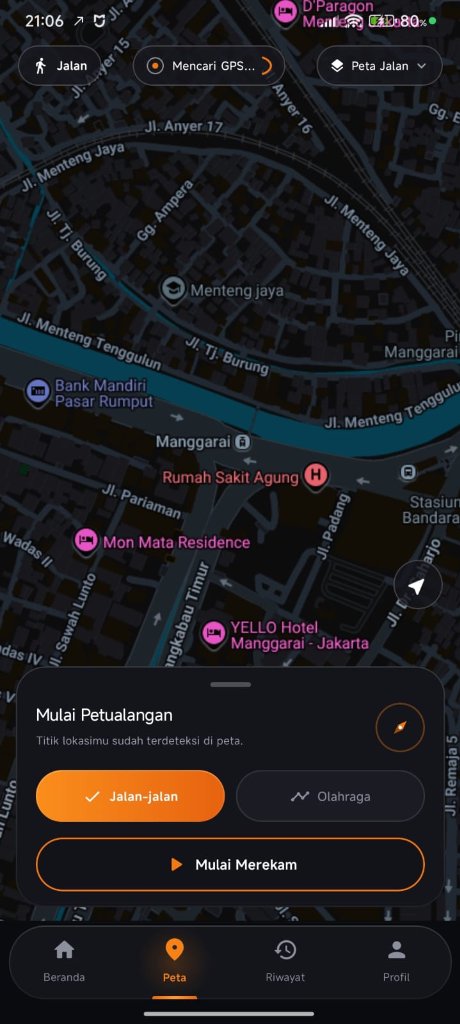 21:06
80%
D'Paragon
Jalan
Mencari GPS...
Peta Jalan
Jl. Anyer 15
Jl. Anyer 17
Anyer 16
Jl. Menteng Jaya
Gg. Ampera
Jl. Menteng Jaya
Jl. Tj. Burung
Menteng jaya
Jl. Menteng Tenggulun
Jl. Tj. Burung
Manggarai
Bank Mandiri
Pasar Rumput
Jl. Menteng Tenggulu
Manggarai
Rumah Sakit Agung
Jl. Pariaman
Jl. Padang
Stasiun
Bandara
Wadas II
Mon Mata Residence
Jl. Sawah Lunto
YELLO Hotel
Manggarai - Jakarta
Mulai Petualangan
Titik lokasimu sudah terdeteksi di peta.
Jl. Remaja 5
Jalan-jalan
Olahraga
Mulai Merekam
Beranda
Peta
Riwayat
Profil